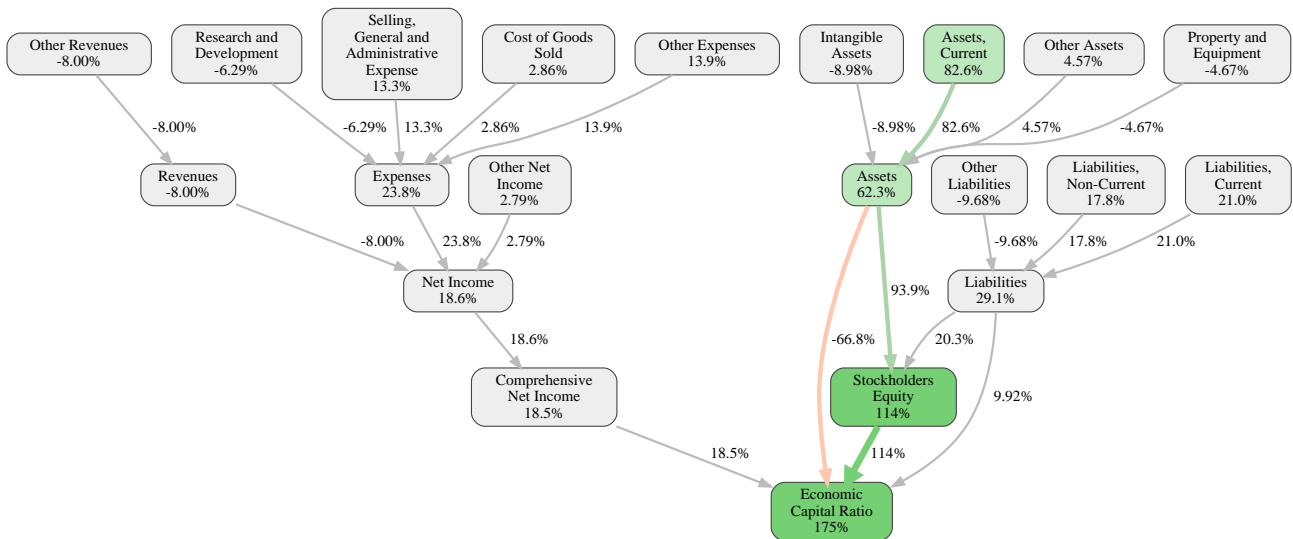 Other Revenues
-8.00%
Research and
Development
-6.29%
Selling,
General and
Administrative
Expense
13.3%
Cost of Goods
Sold
2.86%
Other Expenses
13.9%
Intangible
Assets
-8.98%
Assets,
Current
82.6%
Other Assets
4.57%
Property and
Equipment
-4.67%
-8.00%
-6.29%
13.3%
2.86%
13.9%
-8.98%
82.6%
4.57%
-4.67%
Revenues
-8.00%
Expenses
23.8%
Other Net
Income
2.79%
Assets
62.3%
Other
Liabilities
-9.68%
Liabilities,
Non-Current
17.8%
Liabilities,
Current
21.0%
-8.00%
23.8%
2.79%
-9.68%
17.8%
21.0%
Net Income
18.6%
Liabilities
29.1%
93.9%
18.6%
-66.8%
20.3%
Comprehensive
Net Income
18.5%
Stockholders
Equity
114%
9.92%
18.5%
114%
Economic
Capital Ratio
175%